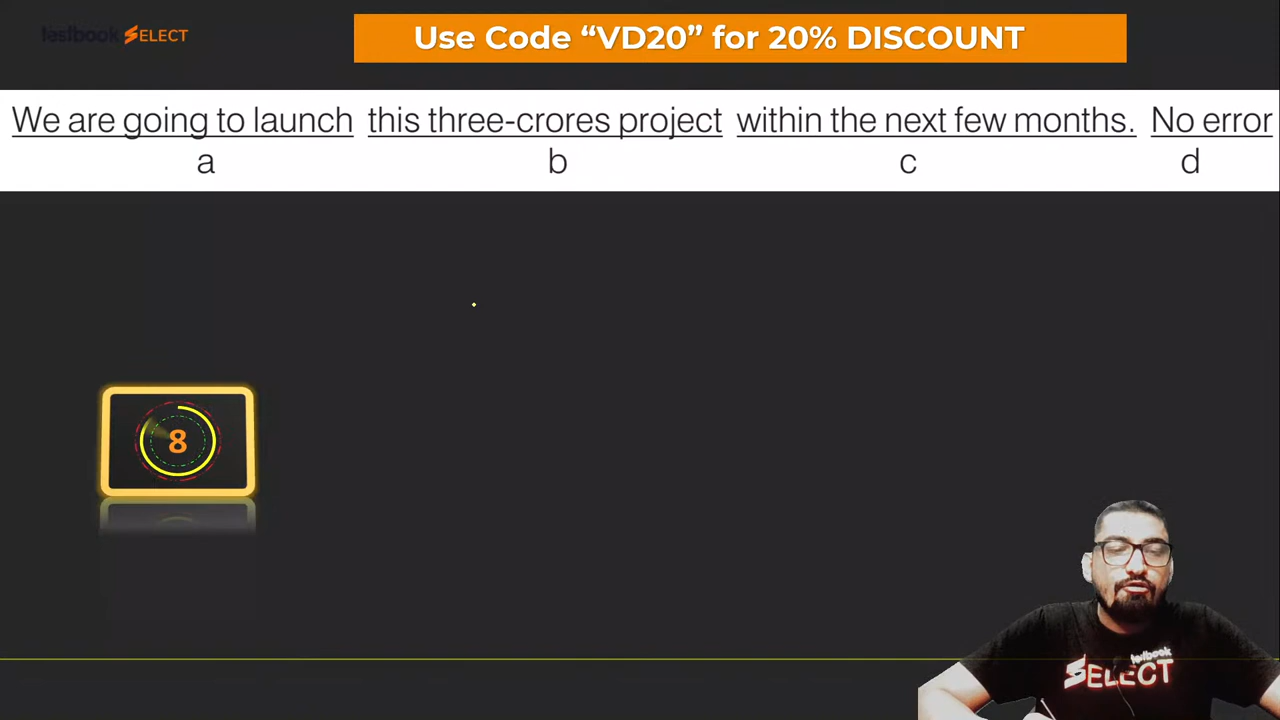 testbook SELECT
Use Code “VD20” for 20% DISCOUNT
We are going to launch this three-crores project within the next few months. No error
a b c d
8
testbook
SELECT